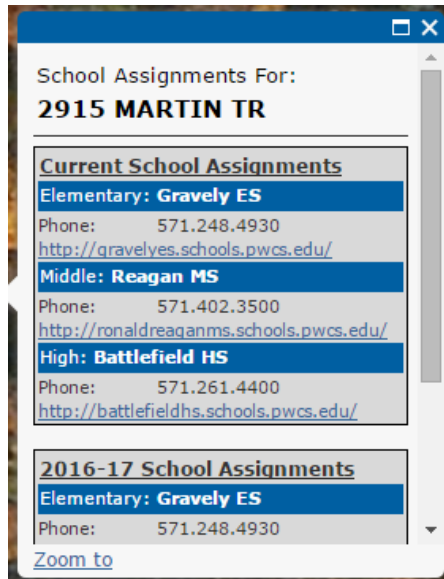 School Assignments For:
2915 MARTIN TR
Current School Assignments
Elementary: Gravely ES
Phone: 571.248.4930
http://gravelyes.schools.pwcs.edu/
Middle: Reagan MS
Phone: 571.402.3500
http://ronaldreaganms.schools.pwcs.edu/
High: Battlefield HS
Phone: 571.261.4400
http://battlefieldhs.schools.pwcs.edu/
2016-17 School Assignments
Elementary: Gravely ES
Phone: 571.248.4930
Zoom to